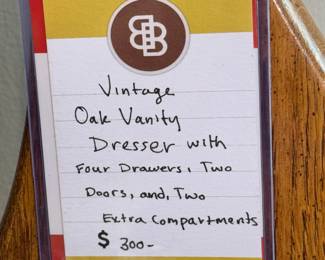 Vintage
Oak Vanity
Dresser with
Four Drawers, Two
Doors, and, Two
Extra Compartments
$ 300-